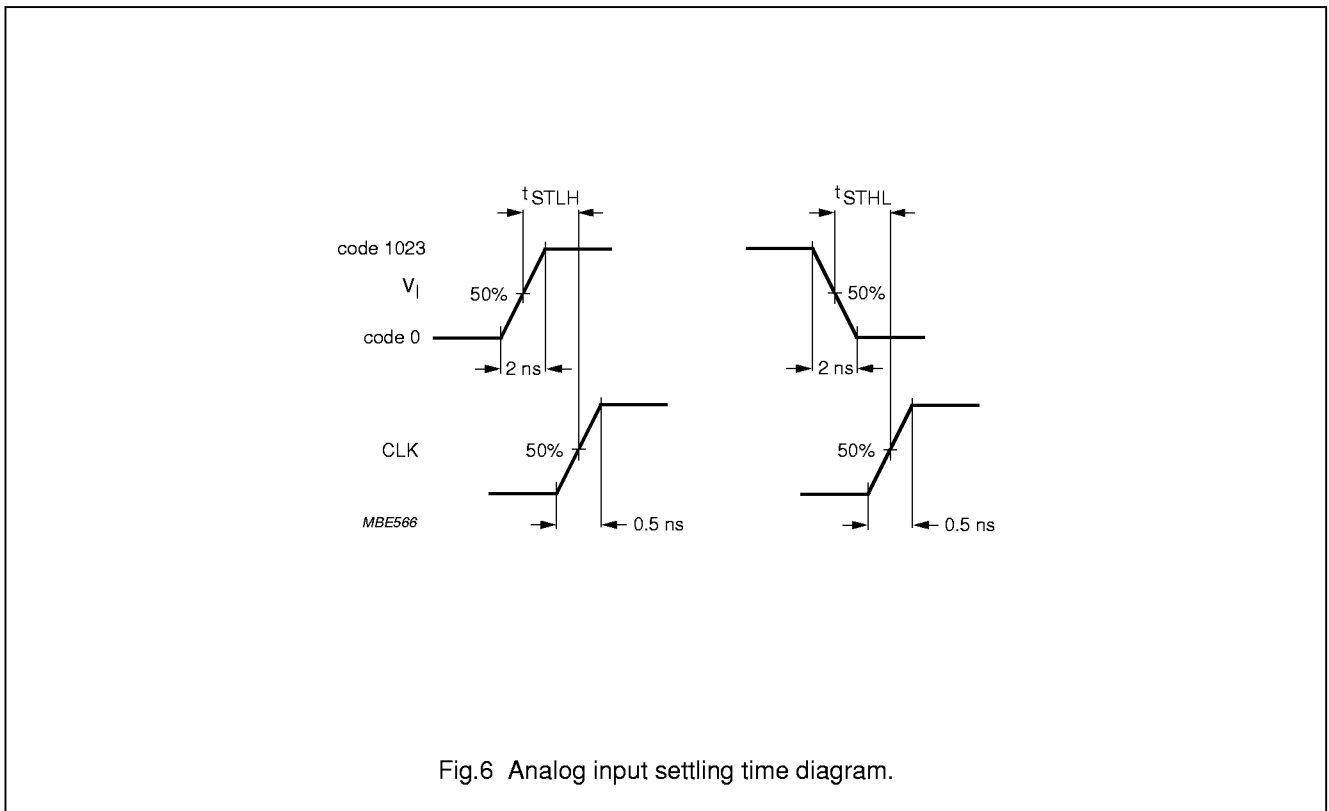 tSTLH
tSTHL
code 1023
VI
50%
50%
code 0
2 ns
2 ns
CLK
50%
50%
MBE566
0.5 ns
0.5 ns
Fig.6 Analog input settling time diagram.